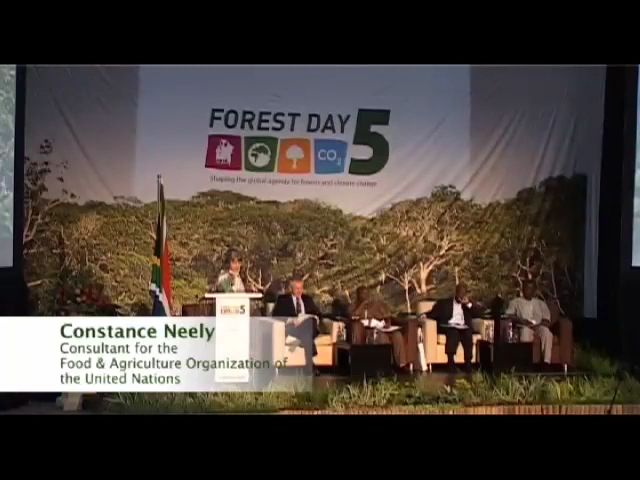 FOREST DAY 5
CO2
Shaping the global agenda for forests and climate change
5
Constance Neely
Consultant for the
Food & Agriculture Organization of
the United Nations